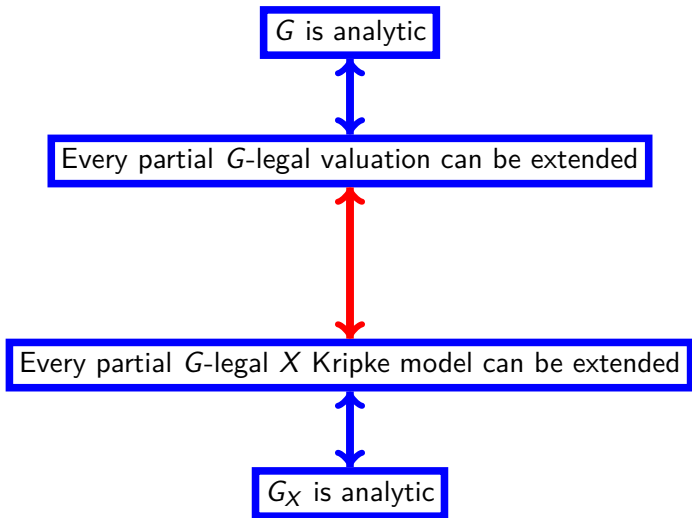 G is analytic
Every partial G-legal valuation can be extended
Every partial G-legal X Kripke model can be extended
G_X is analytic